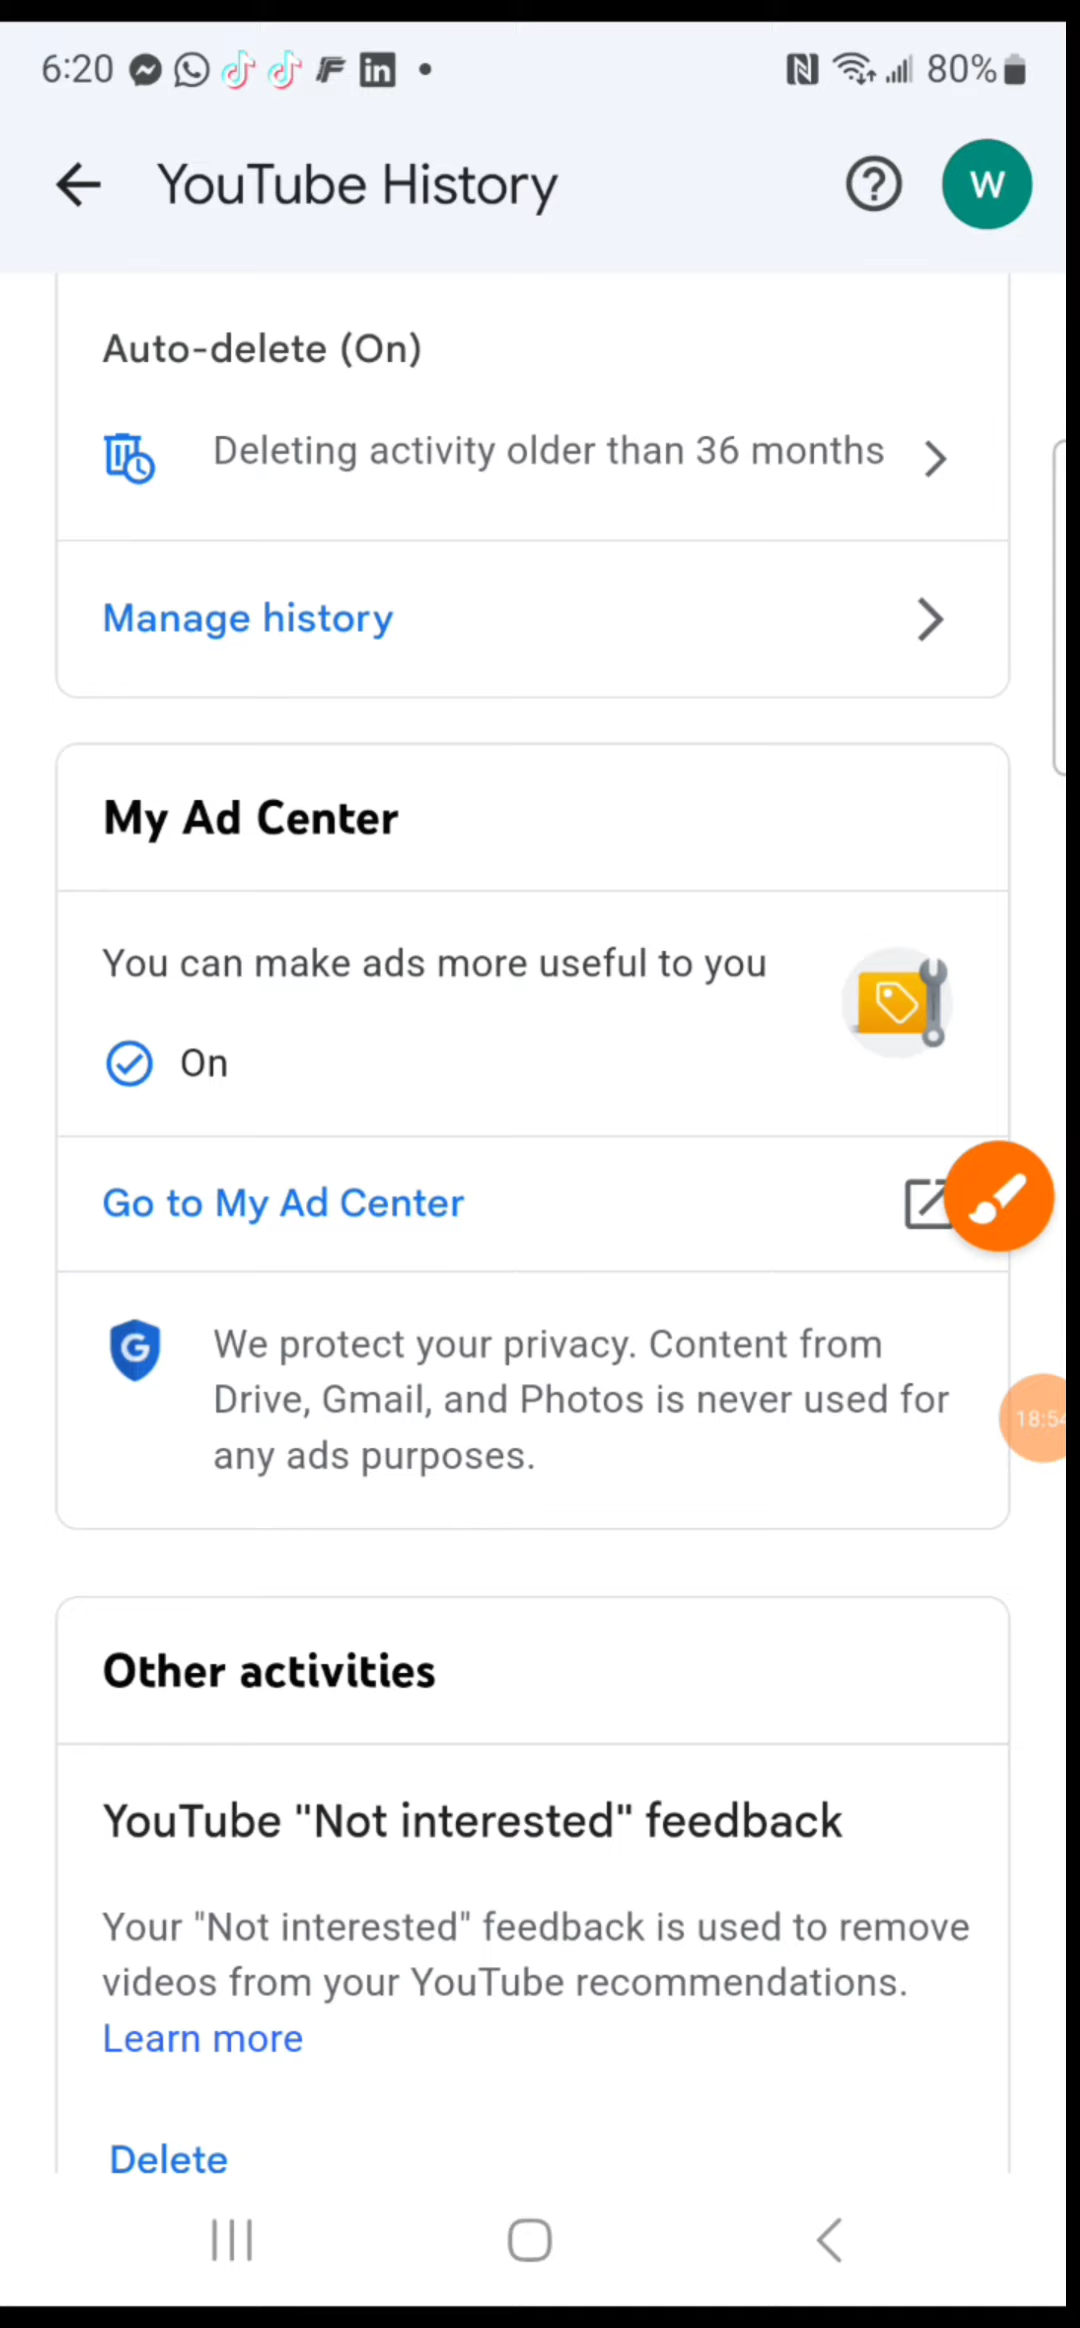 6:20
80%
YouTube History
W
Auto-delete (On)
Deleting activity older than 36 months
Manage history
My Ad Center
You can make ads more useful to you
On
Go to My Ad Center
We protect your privacy. Content from
Drive, Gmail, and Photos is never used for
any ads purposes.
18:54
Other activities
YouTube "Not interested" feedback
Your "Not interested" feedback is used to remove
videos from your YouTube recommendations.
Learn more
Delete